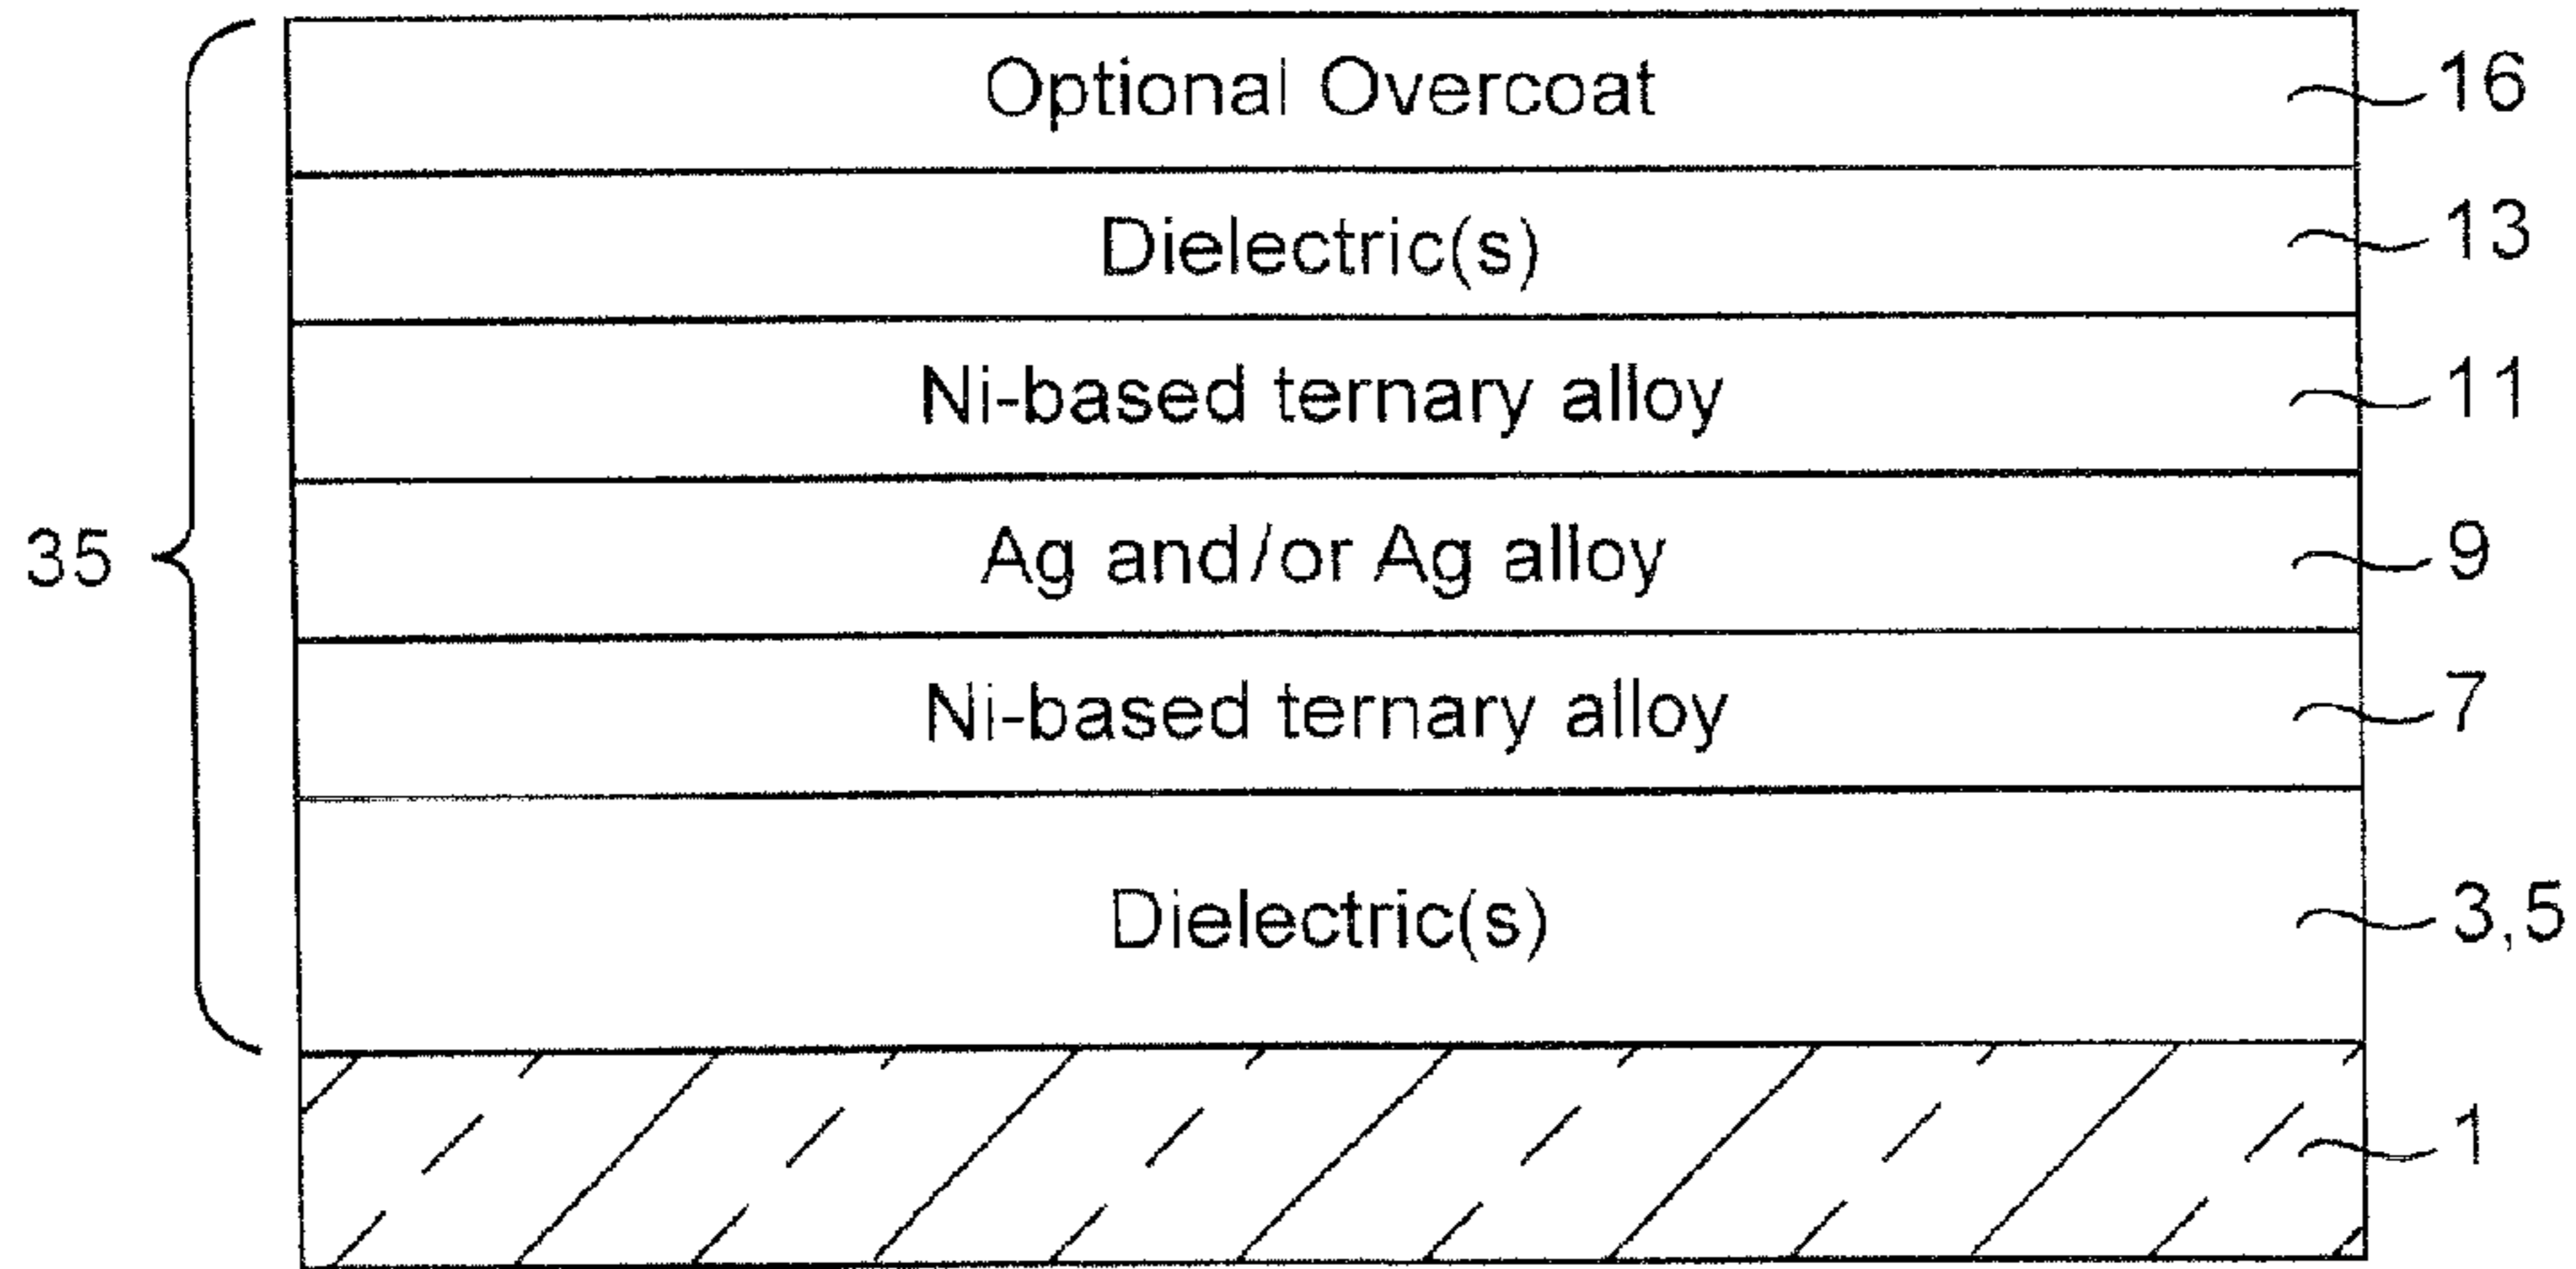 Optional Overcoat 16
Dielectric(s) 13
Ni-based ternary alloy 11
35 Ag and/or Ag alloy 9
Ni-based ternary alloy 7
Dielectric(s) 3,5
1